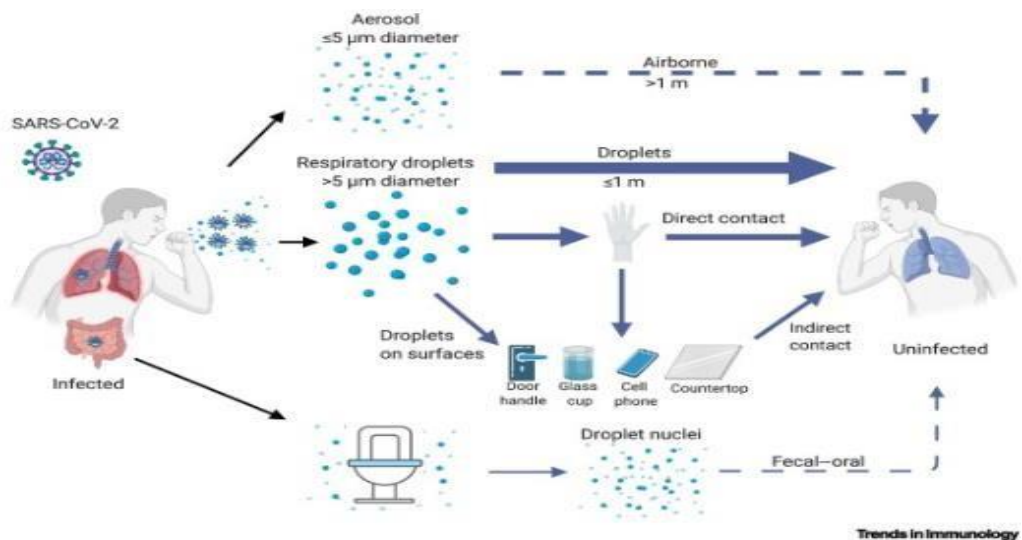 Aerosol
≤5 μm diameter
Airborne
>1 m
SARS-CoV-2
Respiratory droplets
>5 μm diameter
Droplets
≤1 m
Direct contact
Droplets
on surfaces
Indirect
contact
Uninfected
Infected
Door
handle
Glass
cup
Cell
phone
Countertop
Droplet nuclei
Fecal–oral
Trends in Immunology